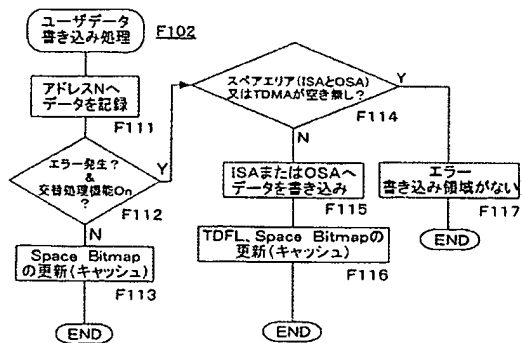 ユーザデータ
書き込み処理
F102
アドレスNへ
データを記録
F111
エラー発生?
&
交替処理機能On
?
F112
Y
N
Space Bitmap
の更新(キャッシュ)
F113
END
スペアエリア(ISAとOSA)
又はTDMAが空き無し?
F114
Y
N
ISAまたはOSAへ
データを書き込み
F115
TDFL、Space Bitmapの
更新(キャッシュ)
F116
END
エラー
書き込み領域がない
F117
END